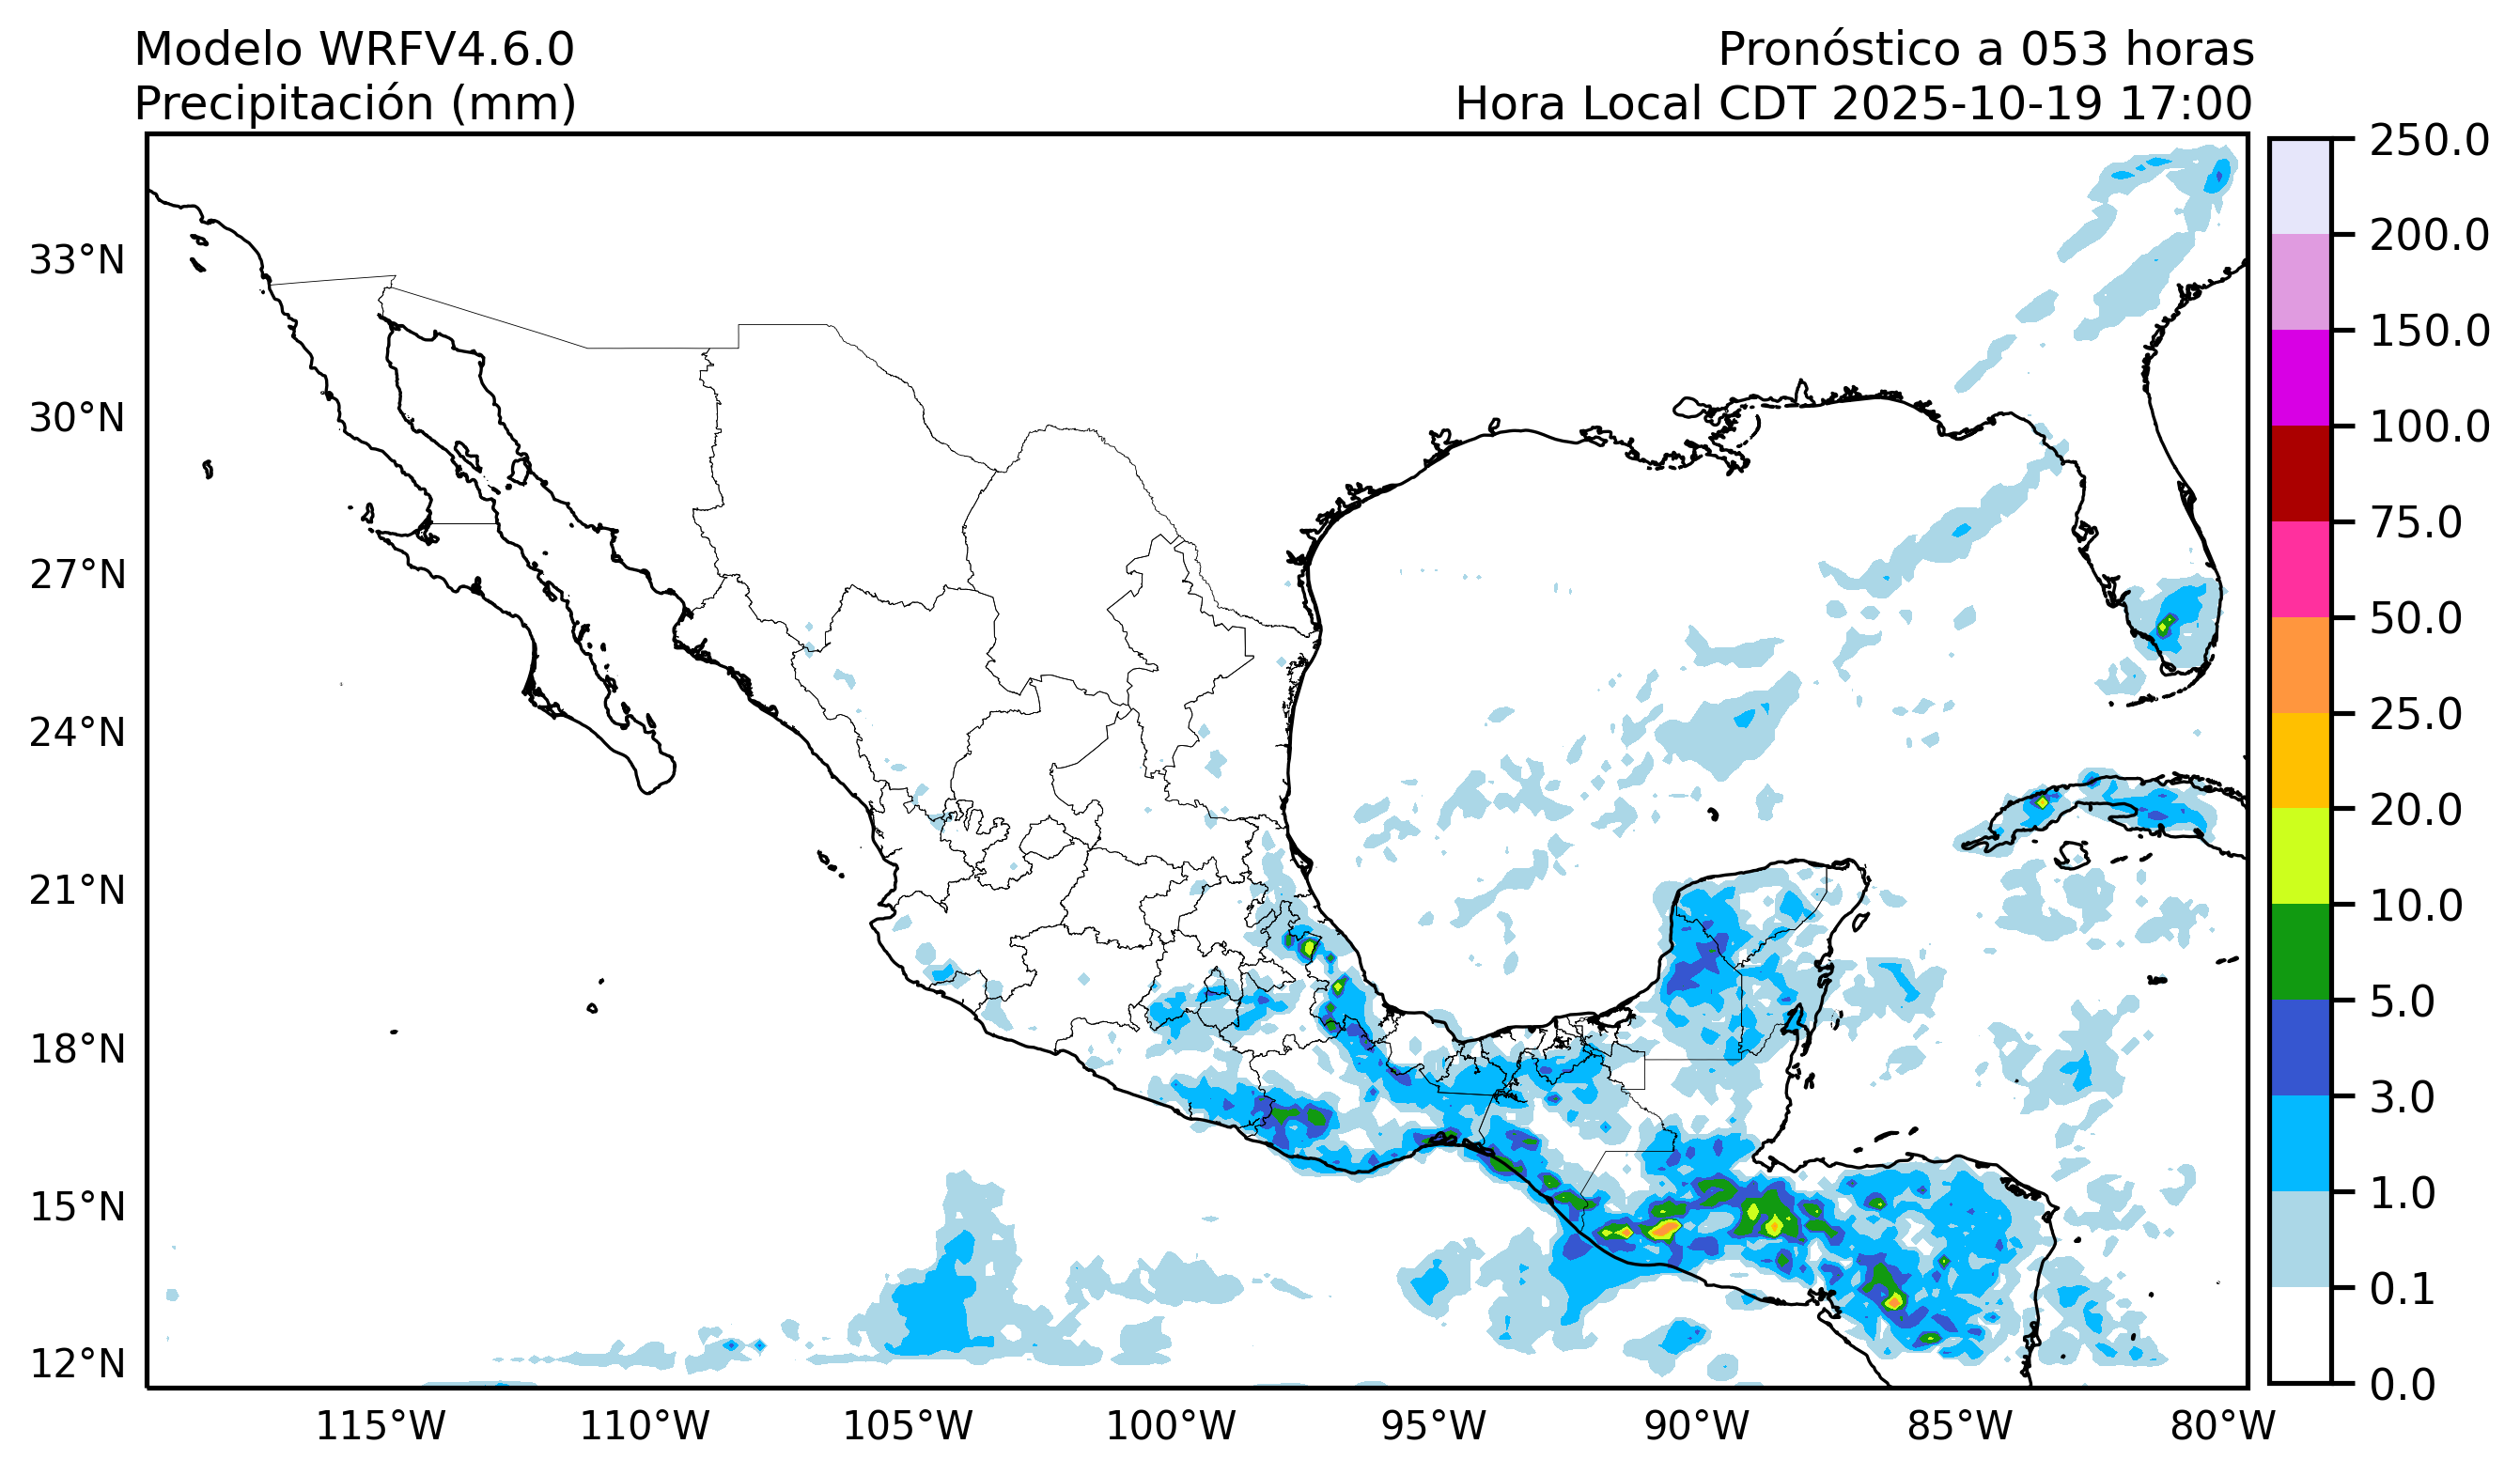 Modelo WRFV4.6.0
Precipitación (mm)
Pronóstico a 053 horas
Hora Local CDT 2025-10-19 17:00
33°N
30°N
27°N
24°N
21°N
18°N
15°N
12°N
115°W
110°W
105°W
100°W
95°W
90°W
85°W
80°W
250.0
200.0
150.0
100.0
75.0
50.0
25.0
20.0
10.0
5.0
3.0
1.0
0.1
0.0